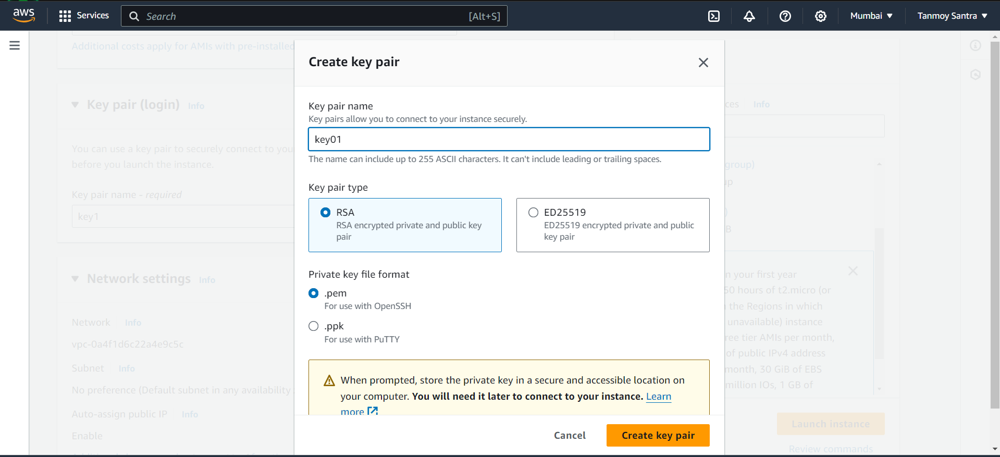 aws
Services
Search
[Alt+S]
Mumbai
Tanmoy Santra
Additional costs apply for AMIs with pre-installed
Key pair (login) Info
You can use a key pair to securely connect to you
before you launch the instance.
Key pair name - required
key1
Network settings Info
Network Info
vpc-0a4f1d6c22a4e9c5c
Subnet Info
No preference (Default subnet in any availability
Auto-assign public IP Info
Enable
Create key pair
Key pair name
Key pairs allow you to connect to your instance securely.
key01
The name can include up to 255 ASCII characters. It can't include leading or trailing spaces.
Key pair type
RSA
RSA encrypted private and public key
pair
ED25519
ED25519 encrypted private and public
key pair
Private key file format
.pem
For use with OpenSSH
.ppk
For use with PuTTY
When prompted, store the private key in a secure and accessible location on
your computer. You will need it later to connect to your instance. Learn
more
Cancel
Create key pair
ces Info
group)
up
)
B
n your first year
50 hours of t2.micro (or
the Regions in which
unavailable) instance
ree tier AMIs per month,
of public IPv4 address
month, 30 GiB of EBS
million IOs, 1 GB of
Launch instance
Review commands